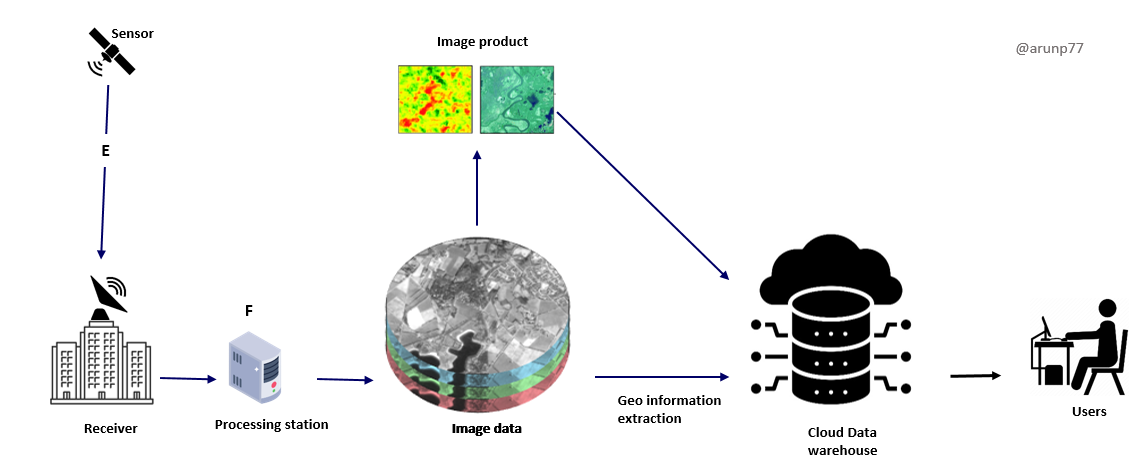 Sensor
Image product
@arunp77
E
F
Receiver
Processing station
Image data
Geo information
extraction
Cloud Data
warehouse
Users